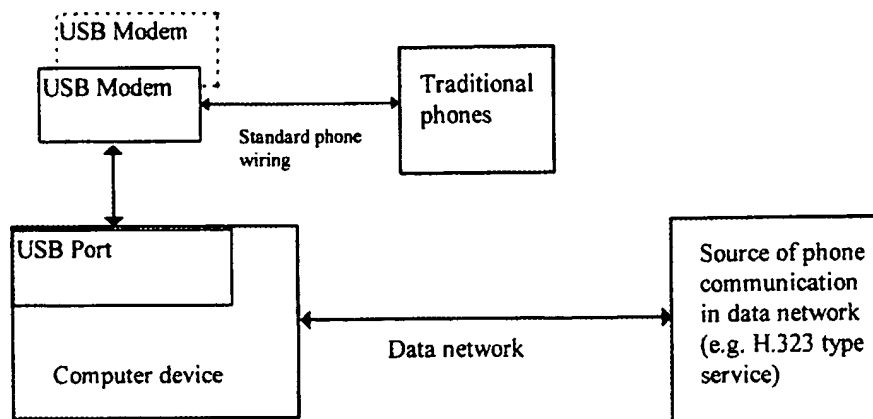 USB Modem
USB Modem
Traditional
phones
Standard phone
wiring
USB Port
Computer device
Data network
Source of phone
communication
in data network
(e.g. H.323 type
service)